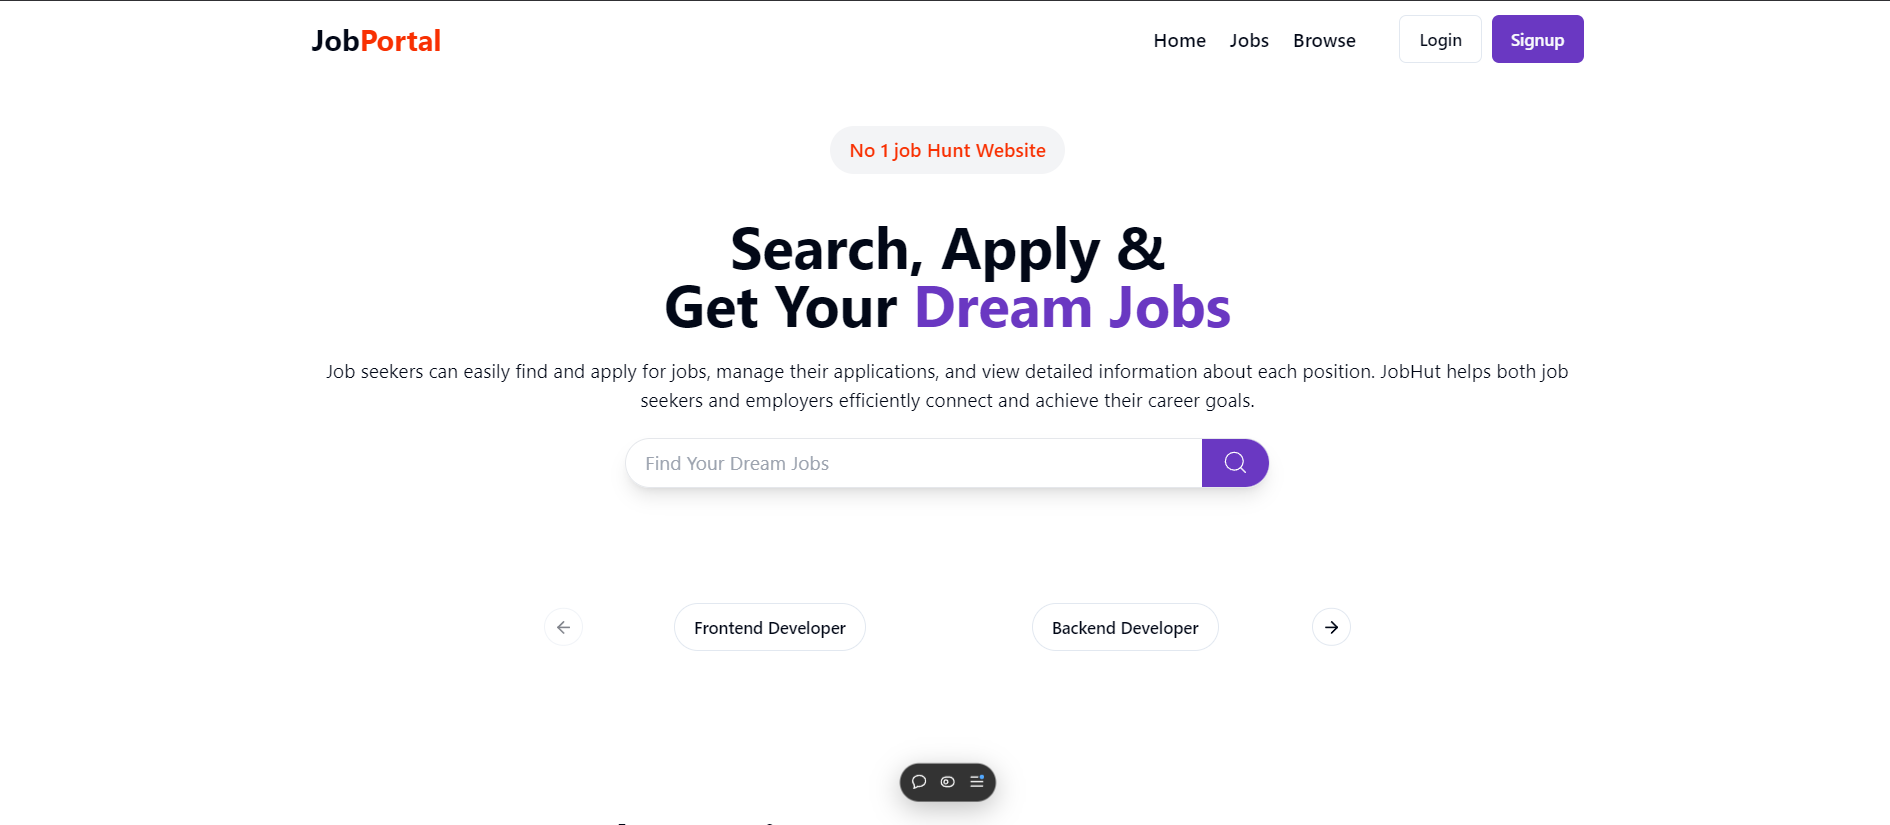 JobPortal
Home Jobs Browse Login Signup
No 1 job Hunt Website
Search, Apply &
Get Your Dream Jobs
Job seekers can easily find and apply for jobs, manage their applications, and view detailed information about each position. JobHut helps both job
seekers and employers efficiently connect and achieve their career goals.
Find Your Dream Jobs
Frontend Developer
Backend Developer